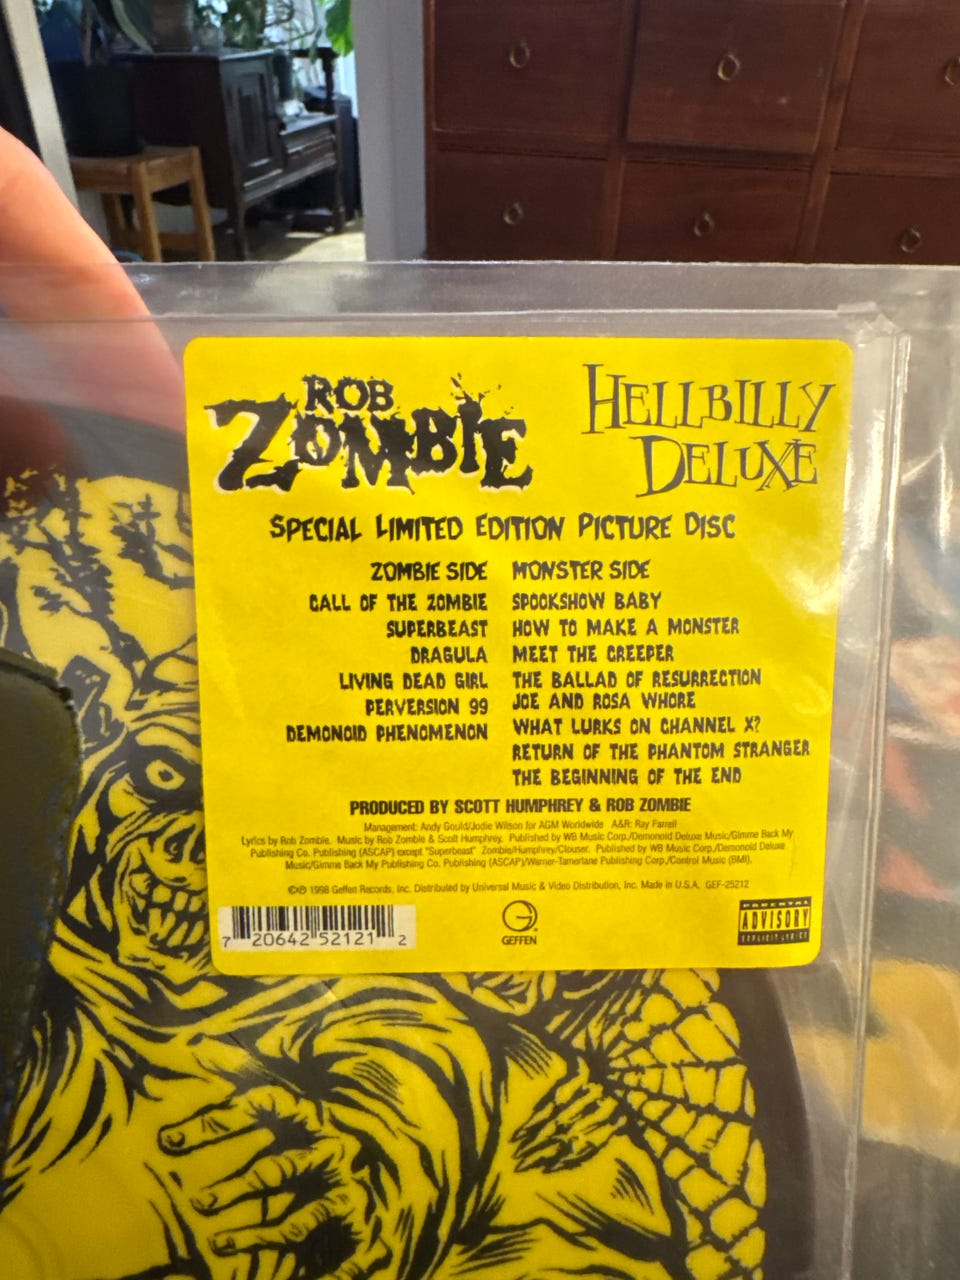 ROB
ZOMBIE
HELLBILLY
DELUXE
SPECIAL LIMITED EDITION PICTURE DISC
ZOMBIE SIDE
CALL OF THE ZOMBIE
SUPERBEAST
DRAGULA
LIVING DEAD GIRL
PERVERSION 99
DEMONOID PHENOMENON
MONSTER SIDE
SPOOKSHOW BABY
HOW TO MAKE A MONSTER
MEET THE CREEPER
THE BALLAD OF RESURRECTION
JOE AND ROSA WHORE
WHAT LURKS ON CHANNEL X?
RETURN OF THE PHANTOM STRANGER
THE BEGINNING OF THE END
PRODUCED BY SCOTT HUMPHREY & ROB ZOMBIE
Management: Andy Gould/Jodie Wilson for AGM Worldwide A&R: Ray Farrell
Lyrics by Rob Zombie. Music by Rob Zombie & Scott Humphrey. Published by WB Music Corp./Demonoid Deluxe Music/Gimme Back My
Publishing Co. Publishing (ASCAP) except "Superbeast" Zombie/Humphrey/Clouser. Published by WB Music Corp./Demonoid Deluxe
Music/Gimme Back My Publishing Co. Publishing (ASCAP)/Warner-Tamerlane Publishing Corp./Control Music (BMI).
©℗ 1998 Geffen Records, Inc. Distributed by Universal Music & Video Distribution, Inc. Made in U.S.A. GEF-25212
7 20642 52121 2
G
GEFFEN
PARENTAL
ADVISORY
EXPLICIT LYRICS